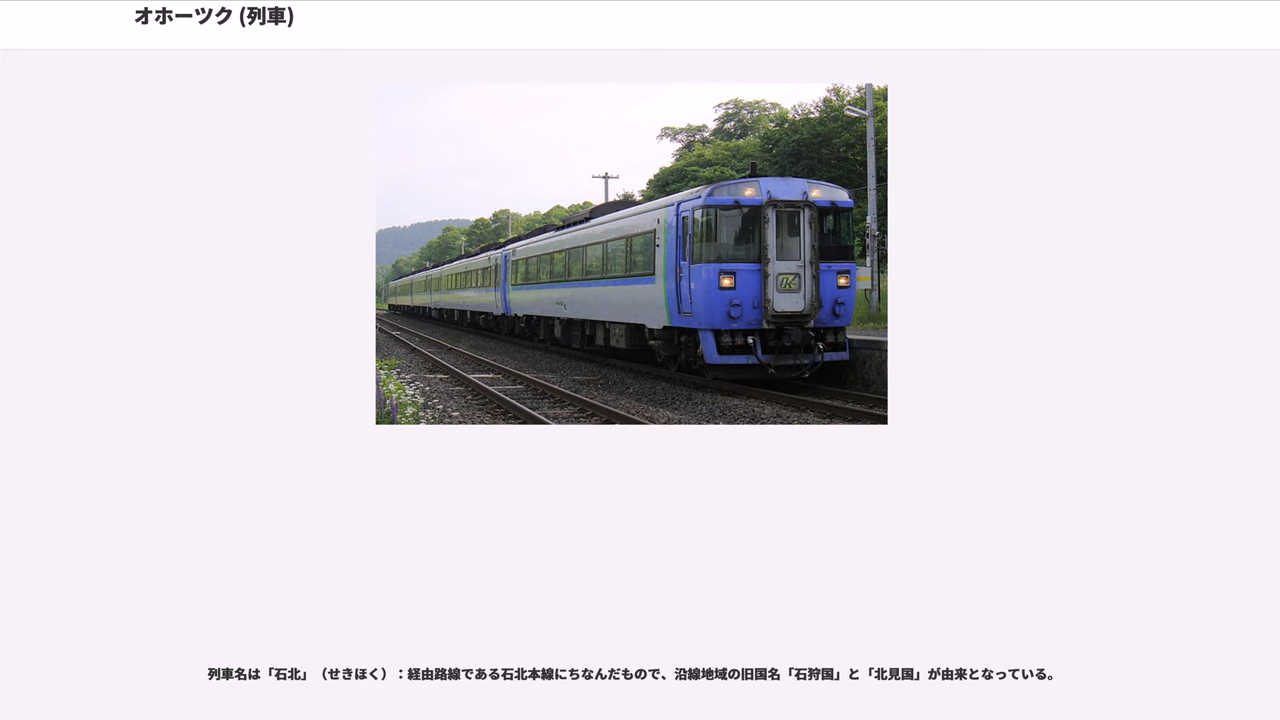 オホーツク (列車)
列車名は「石北」（せきほく）：経由路線である石北本線にちなんだもので、沿線地域の旧国名「石狩国」と「北見国」が由来となっている。